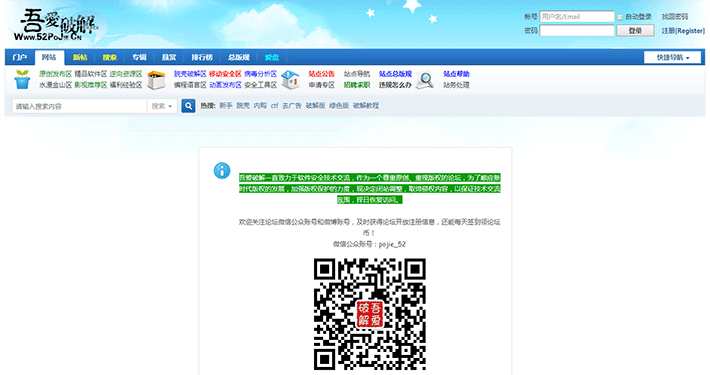 吾愛破解
www.52PoJie.Cn
帐号 用户名/Email 自动登录 找回密码
密码 登录 注册[Register]
门户 网站 新帖 搜索 专辑 悬赏 排行榜 总版规 爱盘 快捷导航
原创发布区 精品软件区 逆向资源区 脱壳破解区 移动安全区 病毒分析区 站点公告 站点导航 站点总版规 站点帮助
水漫金山区 影视推荐区 福利经验区 编程语言区 动画发布区 安全工具区 申请专区 招聘求职 违规怎么办 站务处理
请输入搜索内容 搜索 热搜: 新手 脱壳 内购 ctf 去广告 破解版 绿色版 破解教程
吾爱破解一直致力于软件安全技术交流，作为一个尊重原创、重视版权的论坛，为了响应新
时代版权的发展，加强版权保护的力度，现决定闭站调整，取缔侵权内容，以保证技术交流
氛围，择日恢复访问。
欢迎关注论坛微信公众账号和微博账号，及时获得论坛开放注册信息，还能每天签到领论坛
币！
微信公众账号：pojie_52
破吾
解爱